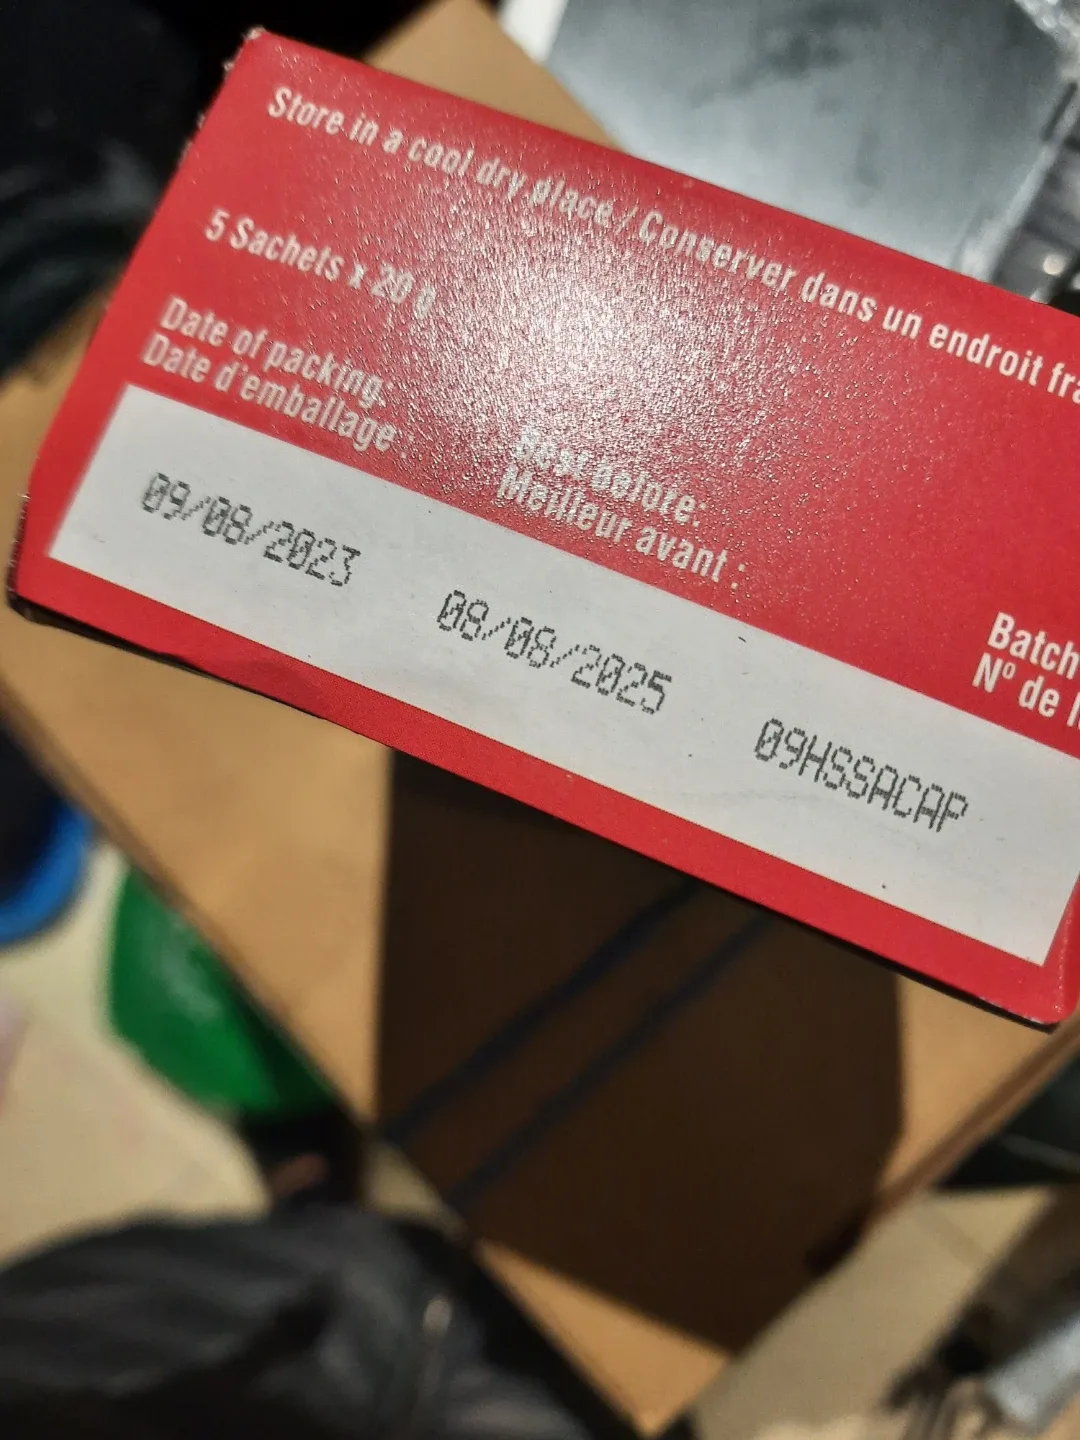 Store in a cool dry place / Conserver dans un endroit
5 Sachets x 20 g
Date of packing:
Date d'emballage :
Best before:
Meilleur avant :
Batch
Nº de
09/08/2023
08/08/2025
09HSSACAP